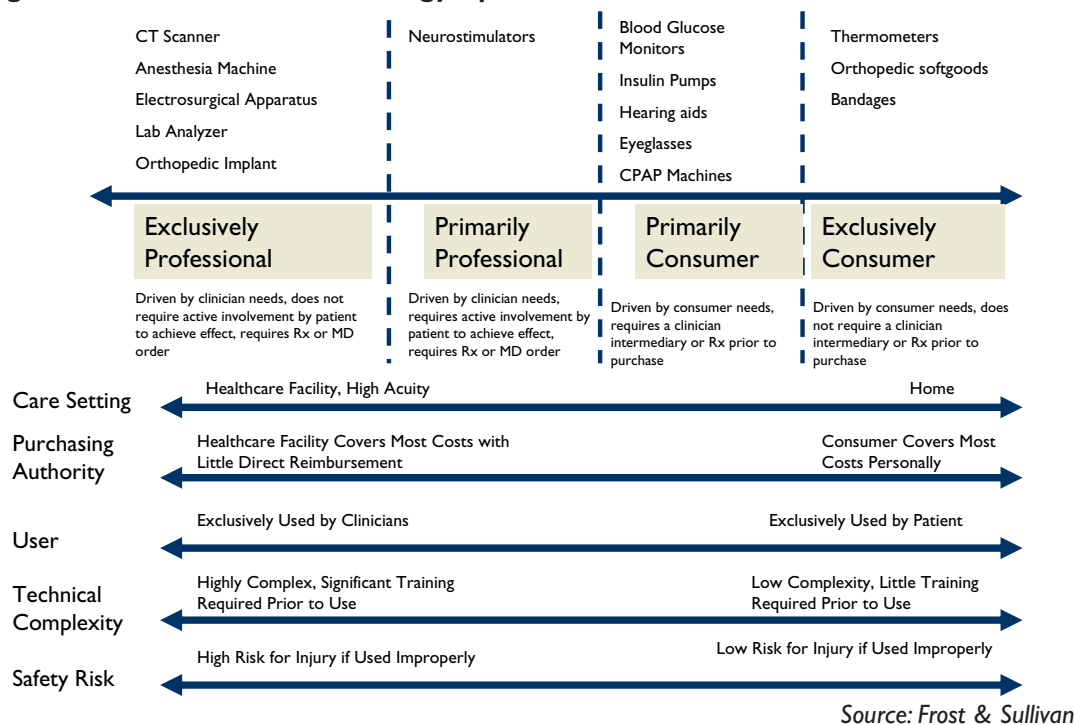 CT Scanner
Anesthesia Machine
Electrosurgical Apparatus
Lab Analyzer
Orthopedic Implant
Neurostimulators
Blood Glucose
Monitors
Insulin Pumps
Hearing aids
Eyeglasses
CPAP Machines
Thermometers
Orthopedic softgoods
Bandages
Exclusively
Professional
Primarily
Professional
Primarily
Consumer
Exclusively
Consumer
Driven by clinician needs, does not
require active involvement by patient
to achieve effect, requires Rx or MD
order
Driven by clinician needs,
requires active involvement by
patient to achieve effect,
requires Rx or MD order
Driven by consumer needs,
requires a clinician
intermediary or Rx prior to
purchase
Driven by consumer needs, does
not require a clinician
intermediary or Rx prior to
purchase
Care Setting
Healthcare Facility, High Acuity
Home
Purchasing
Authority
Healthcare Facility Covers Most Costs with
Little Direct Reimbursement
Consumer Covers Most
Costs Personally
User
Exclusively Used by Clinicians
Exclusively Used by Patient
Technical
Complexity
Highly Complex, Significant Training
Required Prior to Use
Low Complexity, Little Training
Required Prior to Use
Safety Risk
High Risk for Injury if Used Improperly
Low Risk for Injury if Used Improperly
Source: Frost & Sullivan